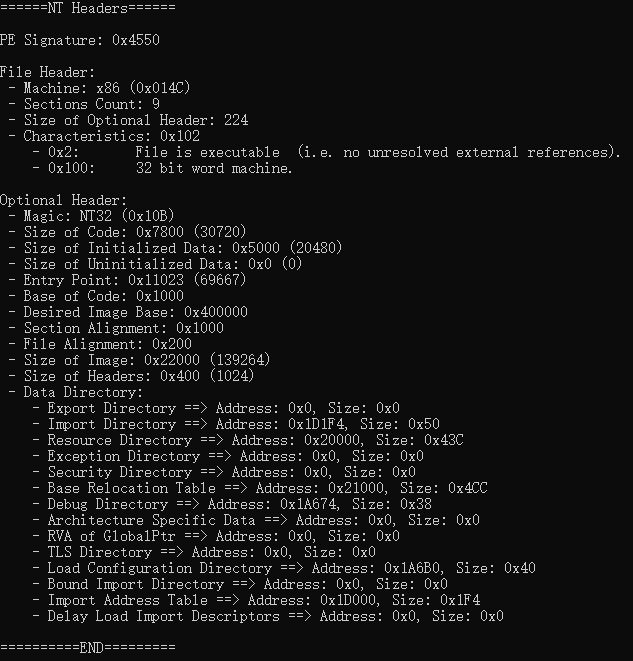 ======NT Headers======
PE Signature: 0x4550
File Header:
- Machine: x86 (0x014C)
- Sections Count: 9
- Size of Optional Header: 224
- Characteristics: 0x102
- 0x2: File is executable (i.e. no unresolved external references).
- 0x100: 32 bit word machine.
Optional Header:
- Magic: NT32 (0x10B)
- Size of Code: 0x7800 (30720)
- Size of Initialized Data: 0x5000 (20480)
- Size of Uninitialized Data: 0x0 (0)
- Entry Point: 0x11023 (69667)
- Base of Code: 0x1000
- Desired Image Base: 0x400000
- Section Alignment: 0x1000
- File Alignment: 0x200
- Size of Image: 0x22000 (139264)
- Size of Headers: 0x400 (1024)
- Data Directory:
- Export Directory ==> Address: 0x0, Size: 0x0
- Import Directory ==> Address: 0x1D1F4, Size: 0x50
- Resource Directory ==> Address: 0x20000, Size: 0x43C
- Exception Directory ==> Address: 0x0, Size: 0x0
- Security Directory ==> Address: 0x0, Size: 0x0
- Base Relocation Table ==> Address: 0x21000, Size: 0x4CC
- Debug Directory ==> Address: 0x1A674, Size: 0x38
- Architecture Specific Data ==> Address: 0x0, Size: 0x0
- RVA of GlobalPtr ==> Address: 0x0, Size: 0x0
- TLS Directory ==> Address: 0x0, Size: 0x0
- Load Configuration Directory ==> Address: 0x1A6B0, Size: 0x40
- Bound Import Directory ==> Address: 0x0, Size: 0x0
- Import Address Table ==> Address: 0x1D000, Size: 0x1F4
- Delay Load Import Descriptors ==> Address: 0x0, Size: 0x0
==========END=========